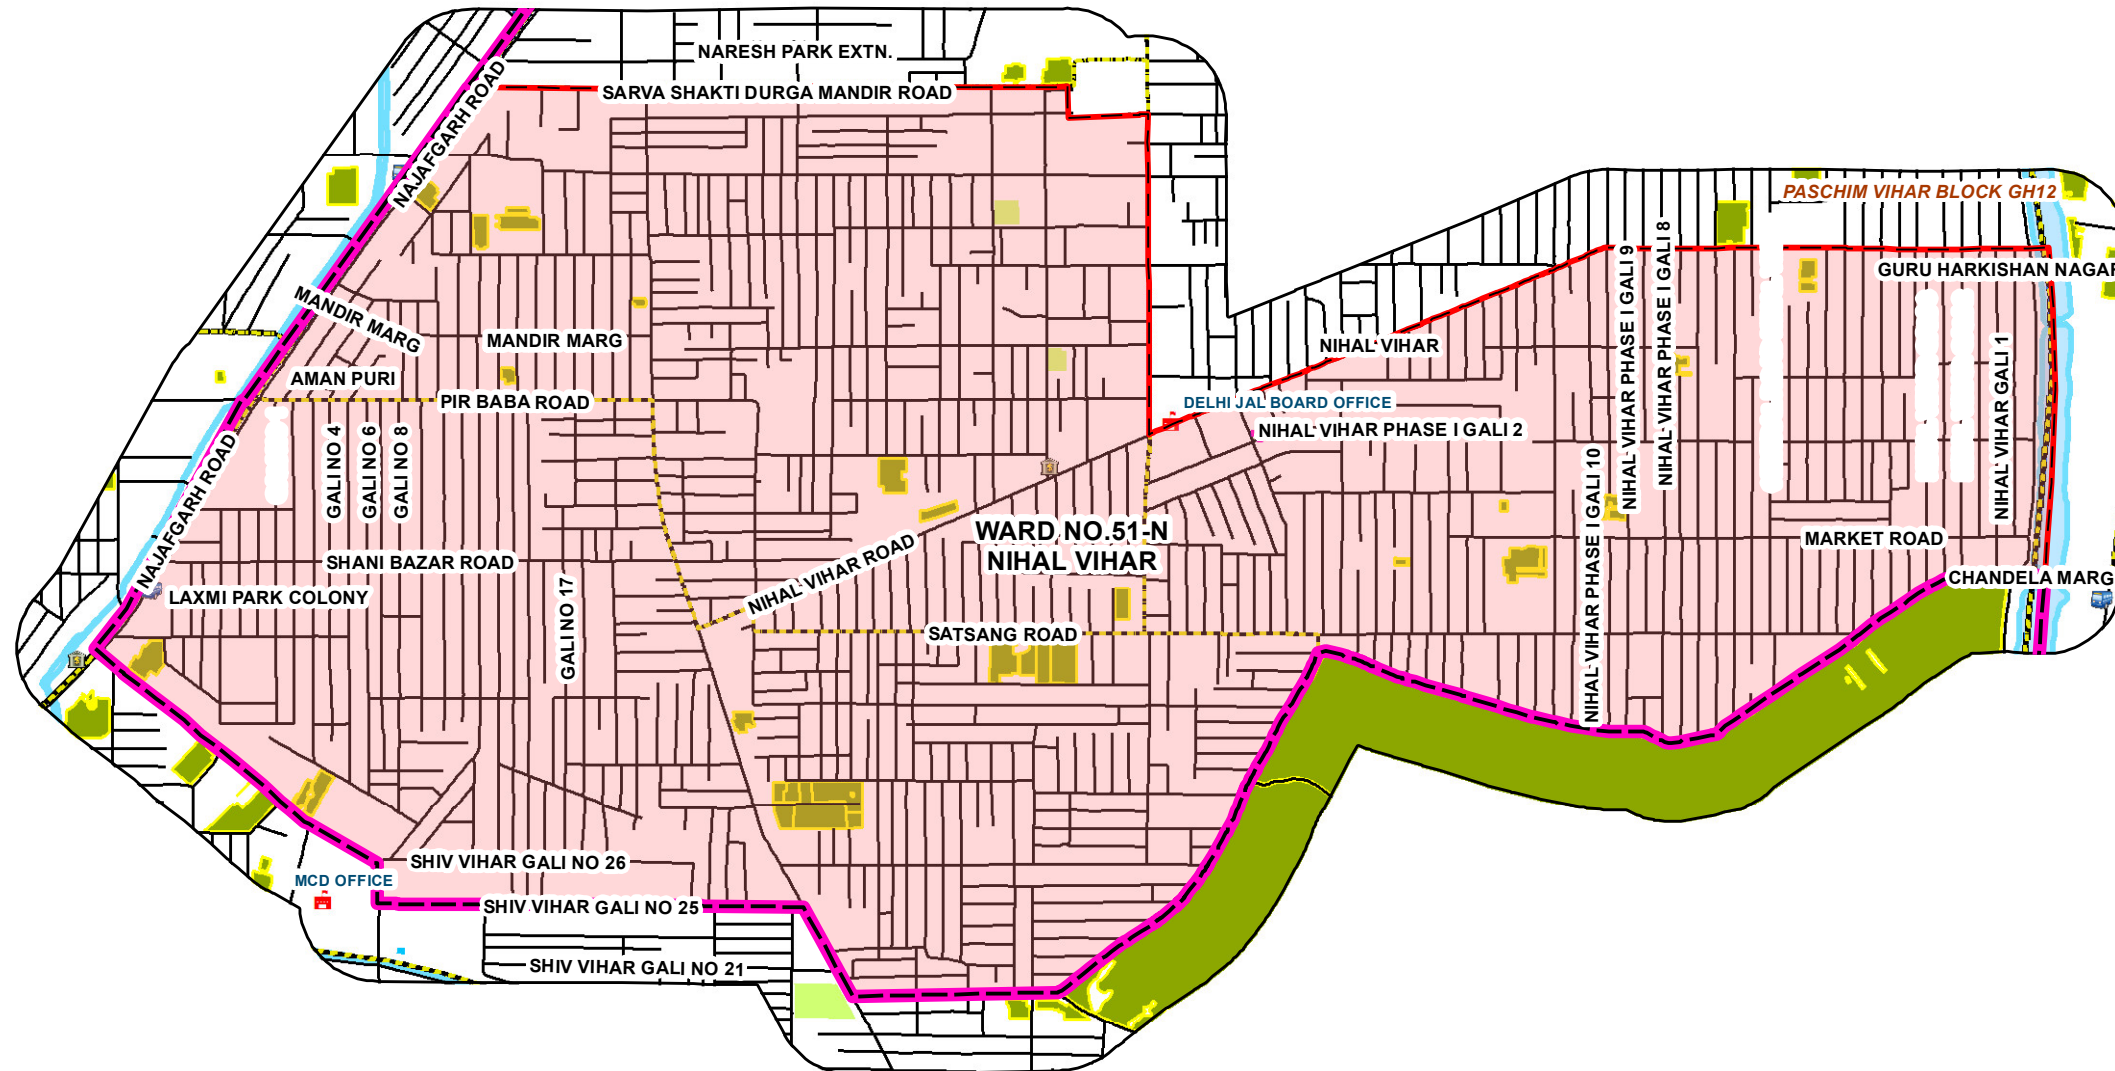 NARESH PARK EXTN.
SARVA SHAKTI DURGA MANDIR ROAD
NAJAFGARH ROAD
PASCHIM VIHAR BLOCK GH12
GURU HARKISHAN NAGAR
NIHAL VIHAR PHASE I GALI 9
NIHAL VIHAR PHASE I GALI 8
MANDIR MARG
MANDIR MARG
NIHAL VIHAR
NIHAL VIHAR GALI 1
AMAN PURI
PIR BABA ROAD
DELHI JAL BOARD OFFICE
NIHAL VIHAR PHASE I GALI 2
GALI NO 4
GALI NO 6
GALI NO 8
NAJAFGARH ROAD
NIHAL VIHAR PHASE I GALI 10
WARD NO.51-N
NIHAL VIHAR
MARKET ROAD
SHANI BAZAR ROAD
NIHAL VIHAR ROAD
CHANDELA MARG
LAXMI PARK COLONY
GALI NO 17
SATSANG ROAD
SHIV VIHAR GALI NO 26
MCD OFFICE
SHIV VIHAR GALI NO 25
SHIV VIHAR GALI NO 21